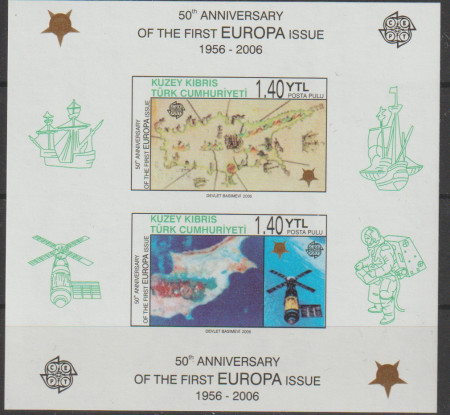 50th ANNIVERSARY
OF THE FIRST EUROPA ISSUE
1956 - 2006
C E P T
KUZEY KIBRIS
TÜRK CUMHURİYETİ
1.40 YTL
POSTA PULU
50th ANNIVERSARY
OF THE FIRST EUROPA ISSUE
DEVLET BASIMEVİ 2006
KUZEY KIBRIS
TÜRK CUMHURİYETİ
1.40 YTL
POSTA PULU
50th ANNIVERSARY
OF THE FIRST EUROPA ISSUE
DEVLET BASIMEVİ 2006
C E P T
50th ANNIVERSARY
OF THE FIRST EUROPA ISSUE
1956 - 2006